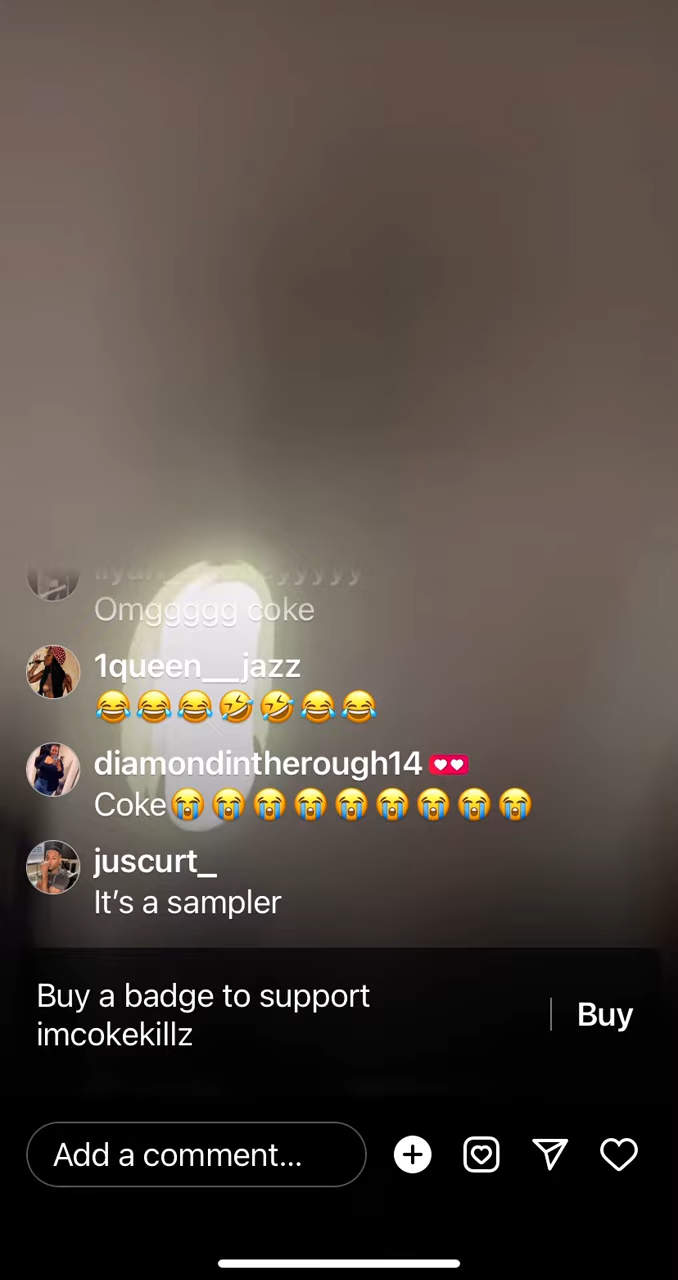 Omggggg coke
1queen__jazz
😂😂😂🤣🤣😂😂
diamondintherough14
Coke😭😭😭😭😭😭😭😭😭
juscurt_
It's a sampler
Buy a badge to support
imcokekillz
Buy
Add a comment...